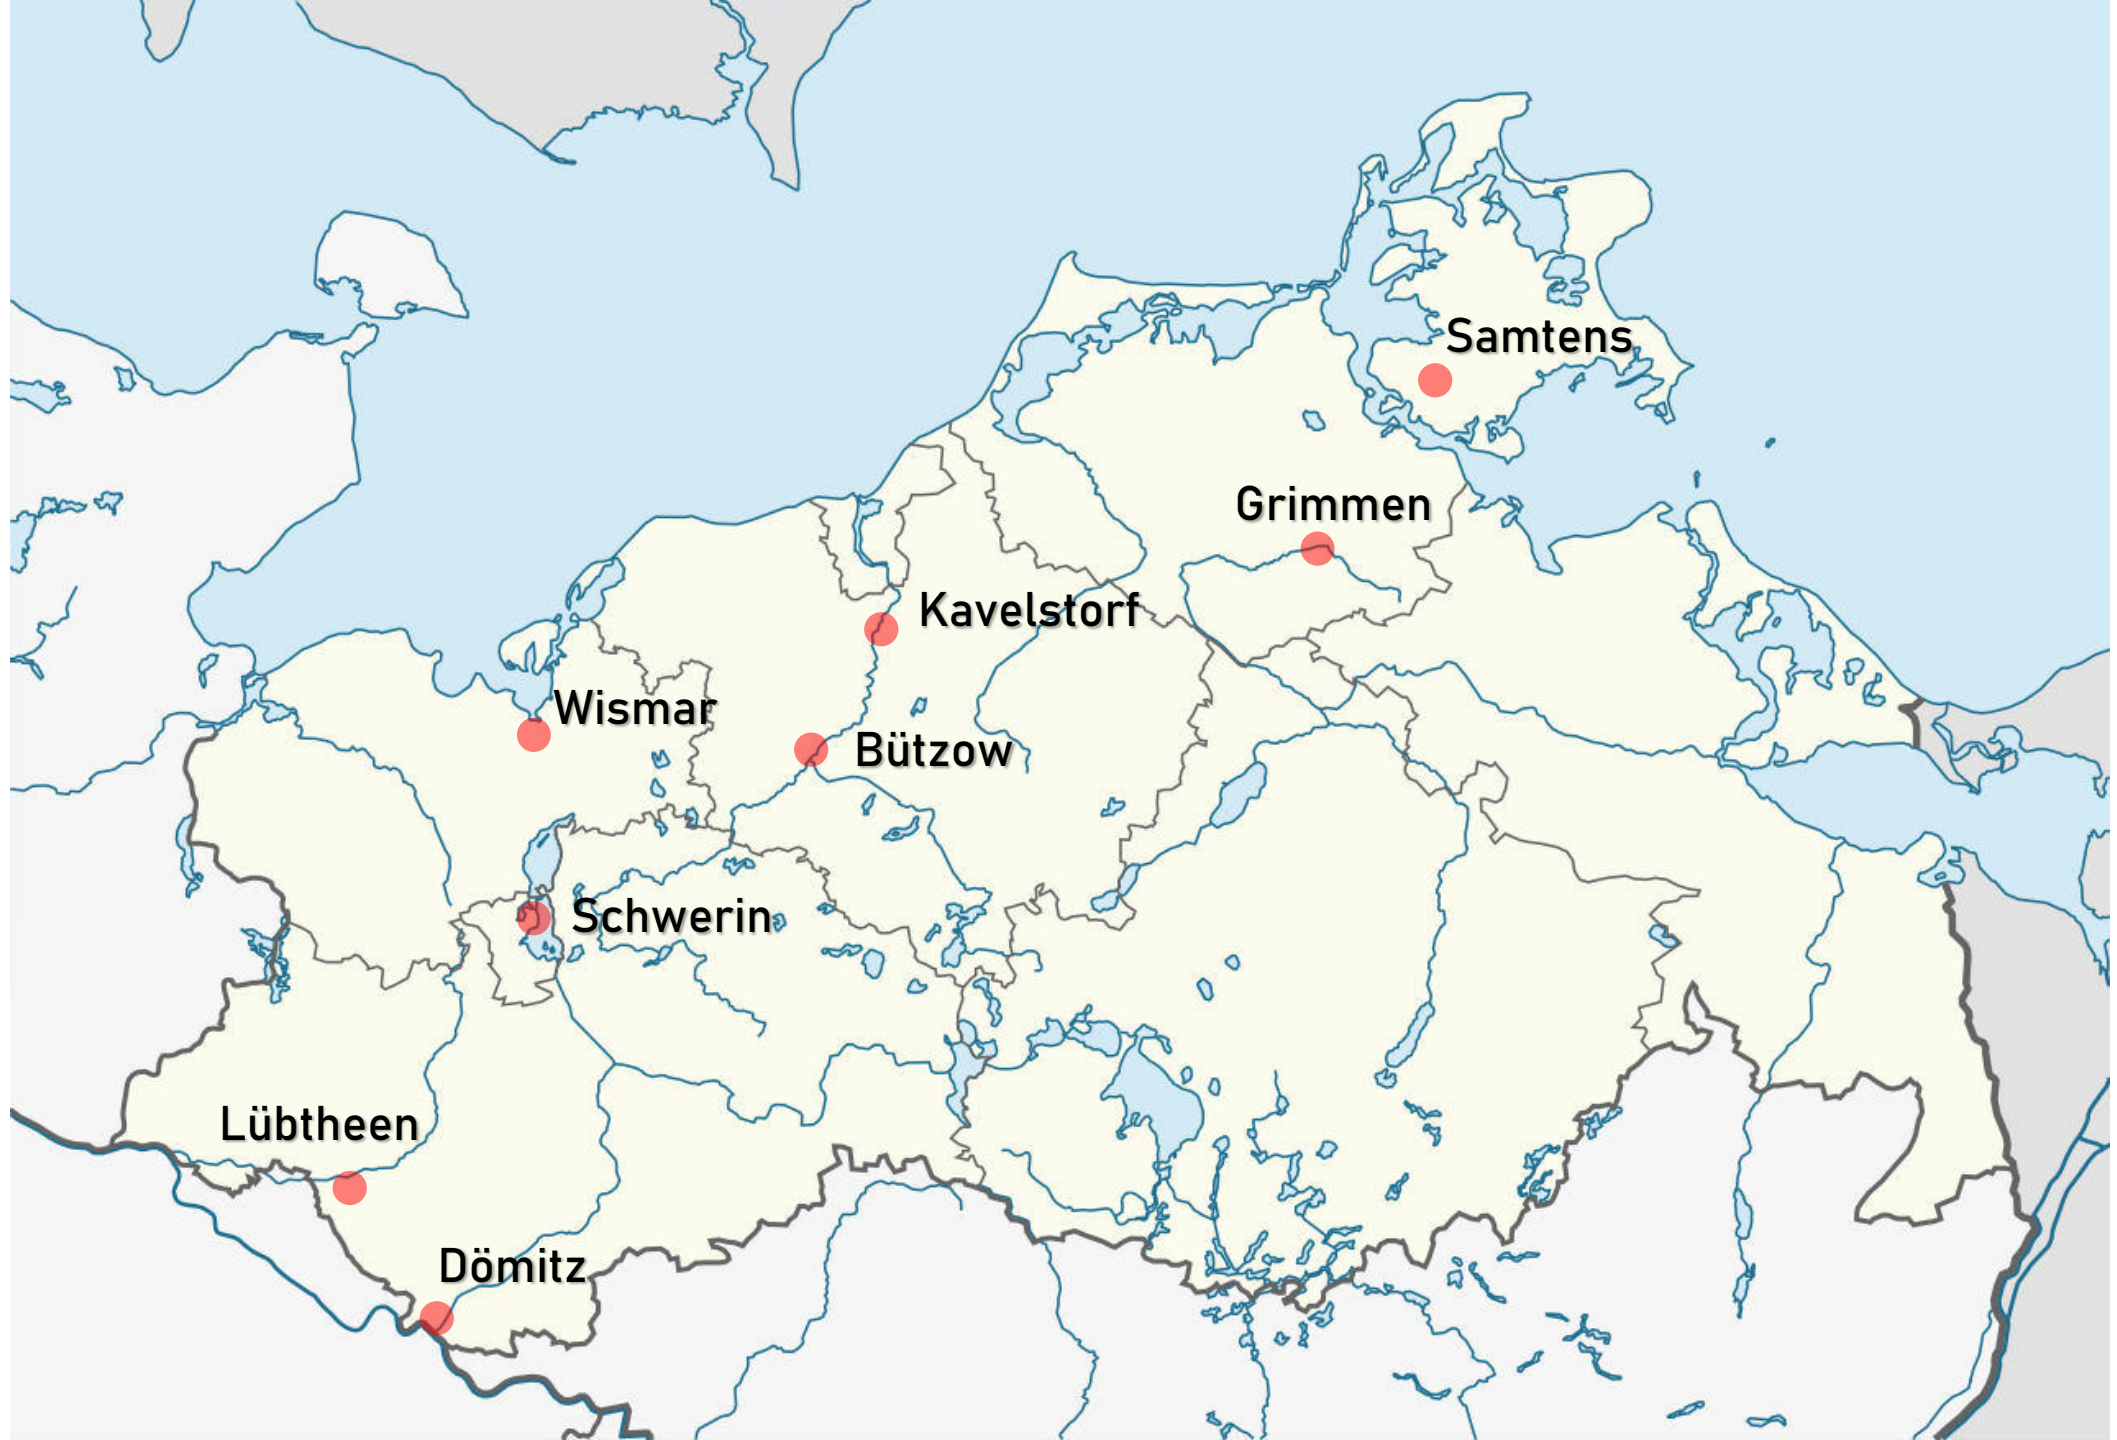 Samtens
Grimmen
Kavelstorf
Wismar
Bützow
Schwerin
Lübtheen
Dömitz